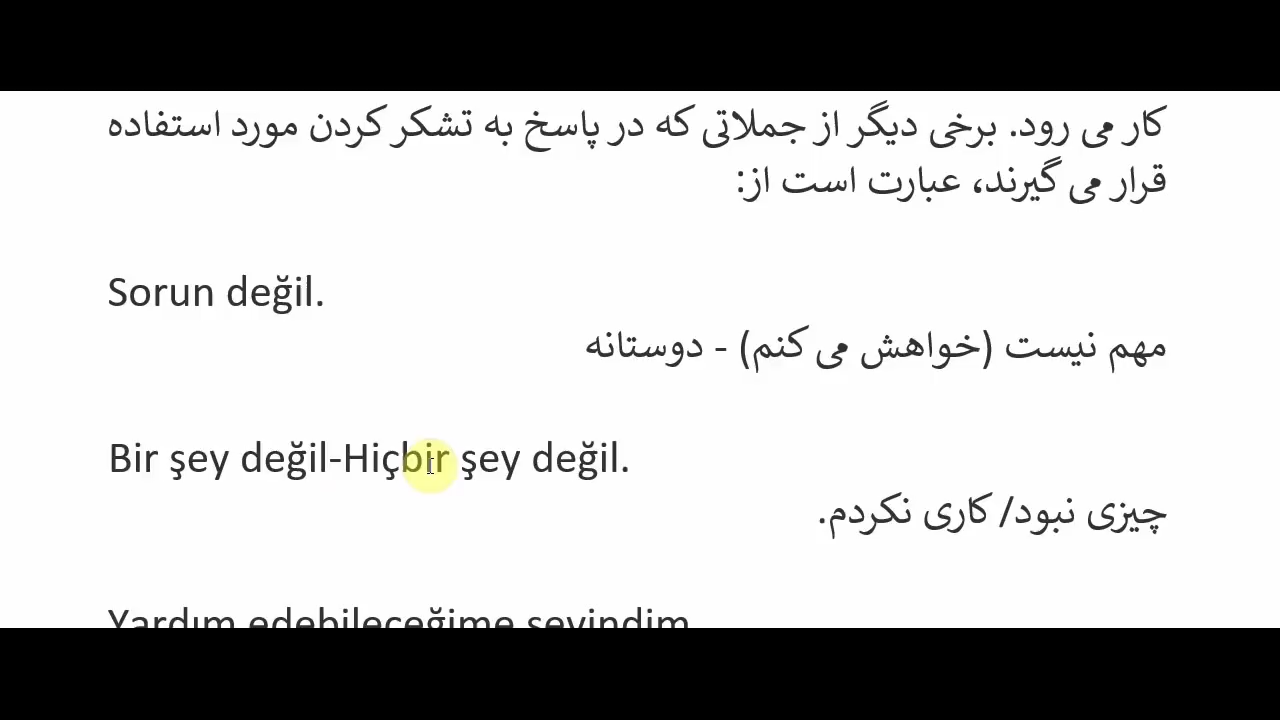 کار می رود. برخی دیگر از جملاتی که در پاسخ به تشکر کردن مورد استفاده
قرار می گیرند، عبارت است از:
Sorun değil.
مهم نیست (خواهش می کنم) - دوستانه
Bir şey değil-Hiçbir şey değil.
چیزی نبود/ کاری نکردم.
Yardım edebileceğime sevindim